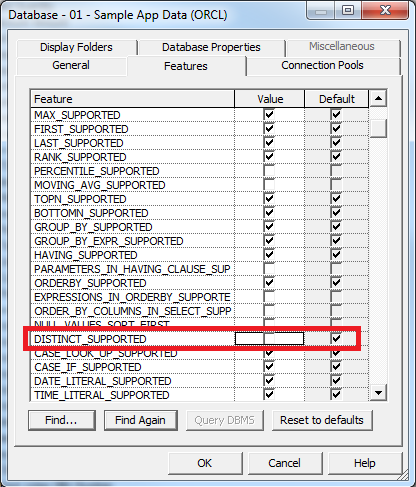 Database - 01 - Sample App Data (ORCL)
Display Folders Database Properties Miscellaneous
General Features Connection Pools
Feature Value Default
MAX_SUPPORTED
FIRST_SUPPORTED
LAST_SUPPORTED
RANK_SUPPORTED
PERCENTILE_SUPPORTED
MOVING_AVG_SUPPORTED
TOPN_SUPPORTED
BOTTOMN_SUPPORTED
GROUP_BY_SUPPORTED
GROUP_BY_EXPR_SUPPORTED
HAVING_SUPPORTED
PARAMETERS_IN_HAVING_CLAUSE_SUP
ORDERBY_SUPPORTED
EXPRESSIONS_IN_ORDERBY_SUPPORTE
ORDER_BY_COLUMNS_IN_SELECT_SUPP
NULL_VALUES_SORT_FIRST
DISTINCT_SUPPORTED
CASE_LOOK_UP_SUPPORTED
CASE_IF_SUPPORTED
DATE_LITERAL_SUPPORTED
TIME_LITERAL_SUPPORTED
Find... Find Again Query DBMS Reset to defaults
OK Cancel Help